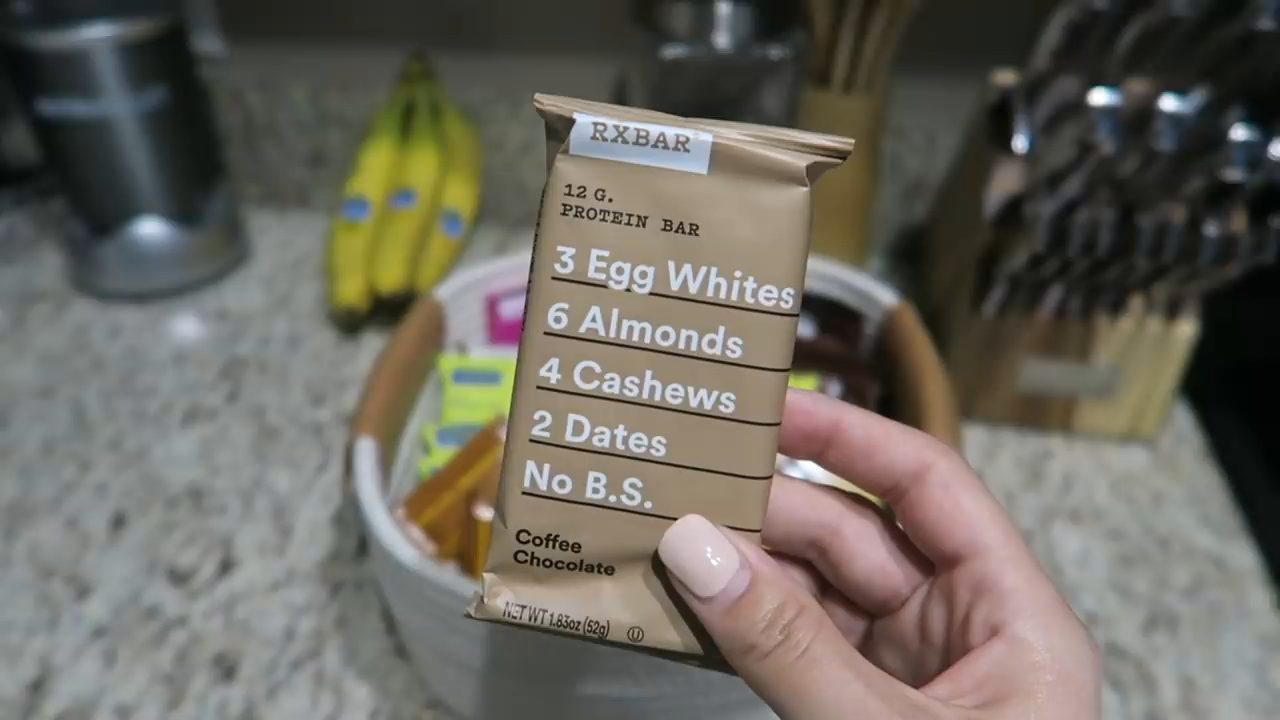 RXBAR
12 G.
PROTEIN BAR
3 Egg Whites
6 Almonds
4 Cashews
2 Dates
No B.S.
Coffee
Chocolate
NET WT 1.83oz (52g) U